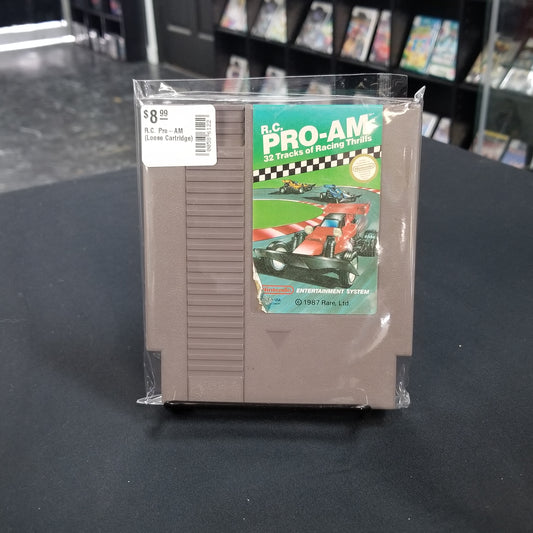 $8.99
R.C. Pro-AM
(Loose Cartridge)
R.C.
PRO-AM
32 Tracks of Racing Thrills
Nintendo
ENTERTAINMENT SYSTEM
© 1987 Rare, Ltd.